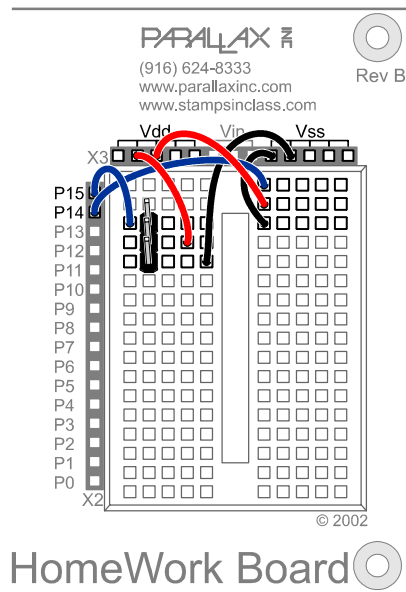 PARALLAX INC
(916) 624-8333
www.parallaxinc.com
www.stampsinclass.com
Rev B
Vdd Vin Vss
X3
P15
P14
P13
P12
P11
P10
P9
P8
P7
P6
P5
P4
P3
P2
P1
P0
X2
© 2002
HomeWork Board